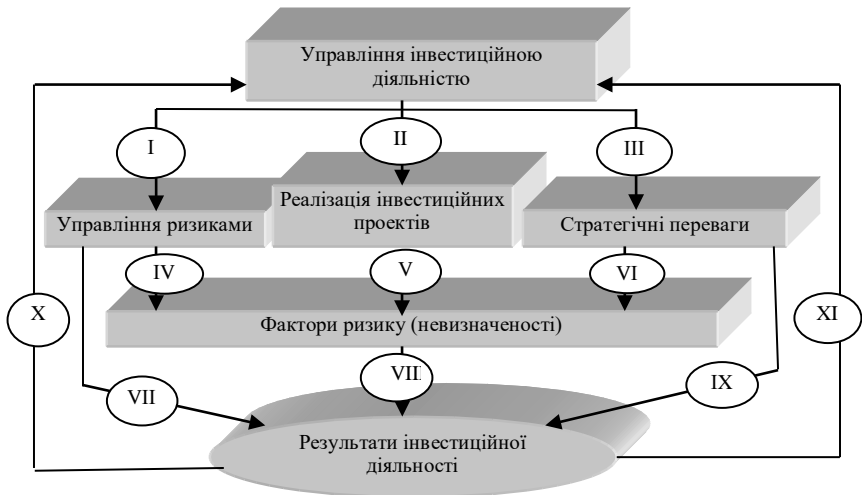 Управління інвестиційною
діяльністю
I
II
III
Управління ризиками
Реалізація інвестиційних
проектів
Стратегічні переваги
IV
V
VI
X
XI
Фактори ризику (невизначеності)
VII
VIII
IX
Результати інвестиційної
діяльності